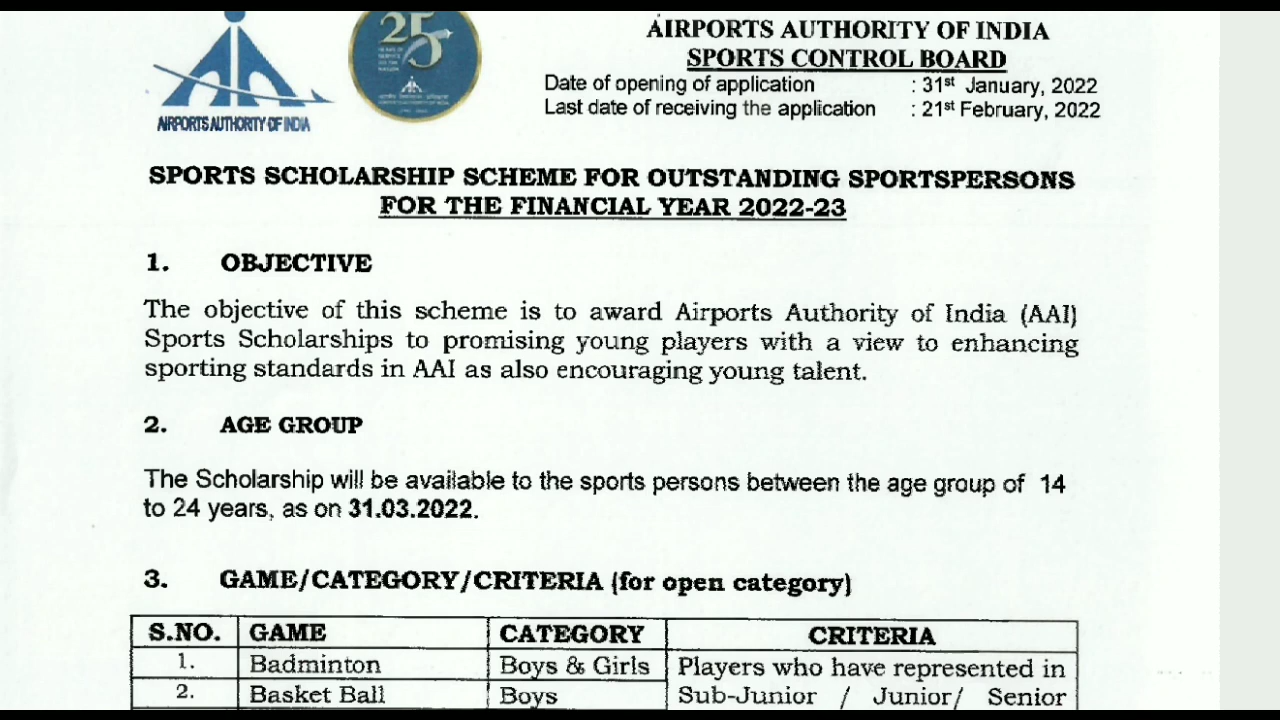 AIRPORTS AUTHORITY OF INDIA
25
AIRPORTS AUTHORITY OF INDIA
SPORTS CONTROL BOARD
Date of opening of application : 31st January, 2022
Last date of receiving the application : 21st February, 2022
SPORTS SCHOLARSHIP SCHEME FOR OUTSTANDING SPORTSPERSONS
FOR THE FINANCIAL YEAR 2022-23
1. OBJECTIVE
The objective of this scheme is to award Airports Authority of India (AAI)
Sports Scholarships to promising young players with a view to enhancing
sporting standards in AAI as also encouraging young talent.
2. AGE GROUP
The Scholarship will be available to the sports persons between the age group of 14
to 24 years, as on 31.03.2022.
3. GAME/CATEGORY/CRITERIA (for open category)
S.NO. GAME CATEGORY CRITERIA
1. Badminton Boys & Girls Players who have represented in
2. Basket Ball Boys Sub-Junior / Junior/ Senior